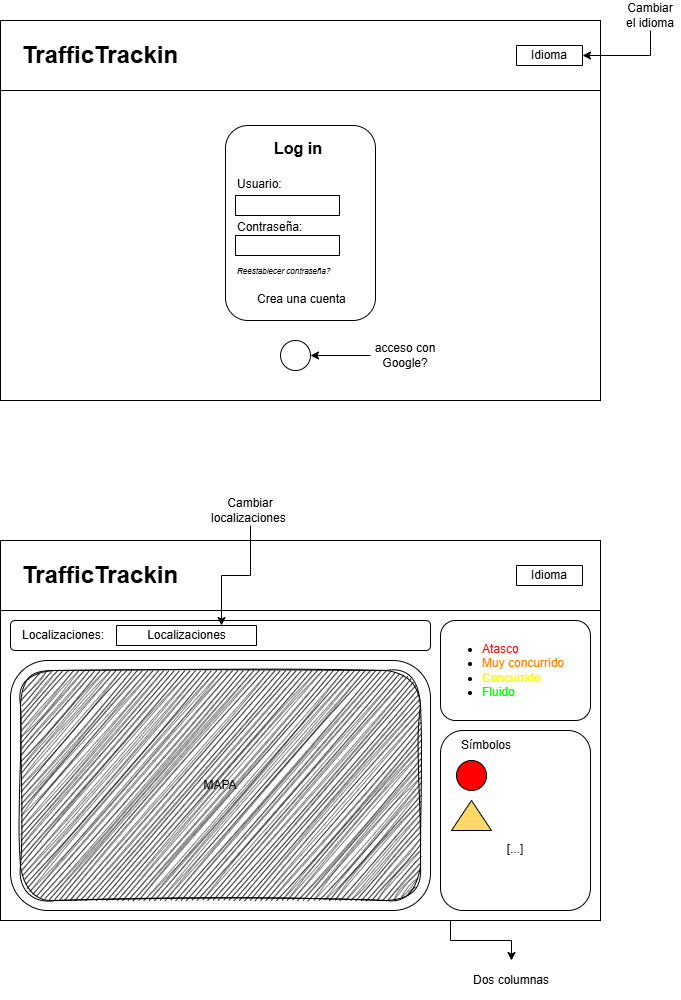 Cambiar
el idioma
TrafficTrackin
Idioma
Log in
Usuario:
Contraseña:
Reestablecer contraseña?
Crea una cuenta
acceso con
Google?
Cambiar
localizaciones
TrafficTrackin
Idioma
Localizaciones:
Localizaciones
Atasco
Muy concurrido
Concurrido
Fluido
MAPA
Símbolos
[...]
Dos columnas